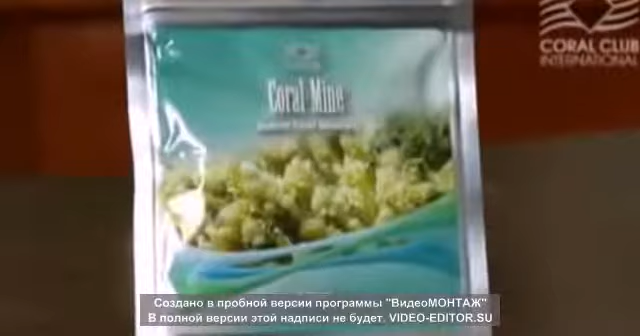 CORAL CLUB
INTERNATIONAL
Coral Mine
Создано в пробной версии программы "ВидеоМОНТАЖ"
В полной версии этой надписи не будет. VIDEO-EDITOR.SU